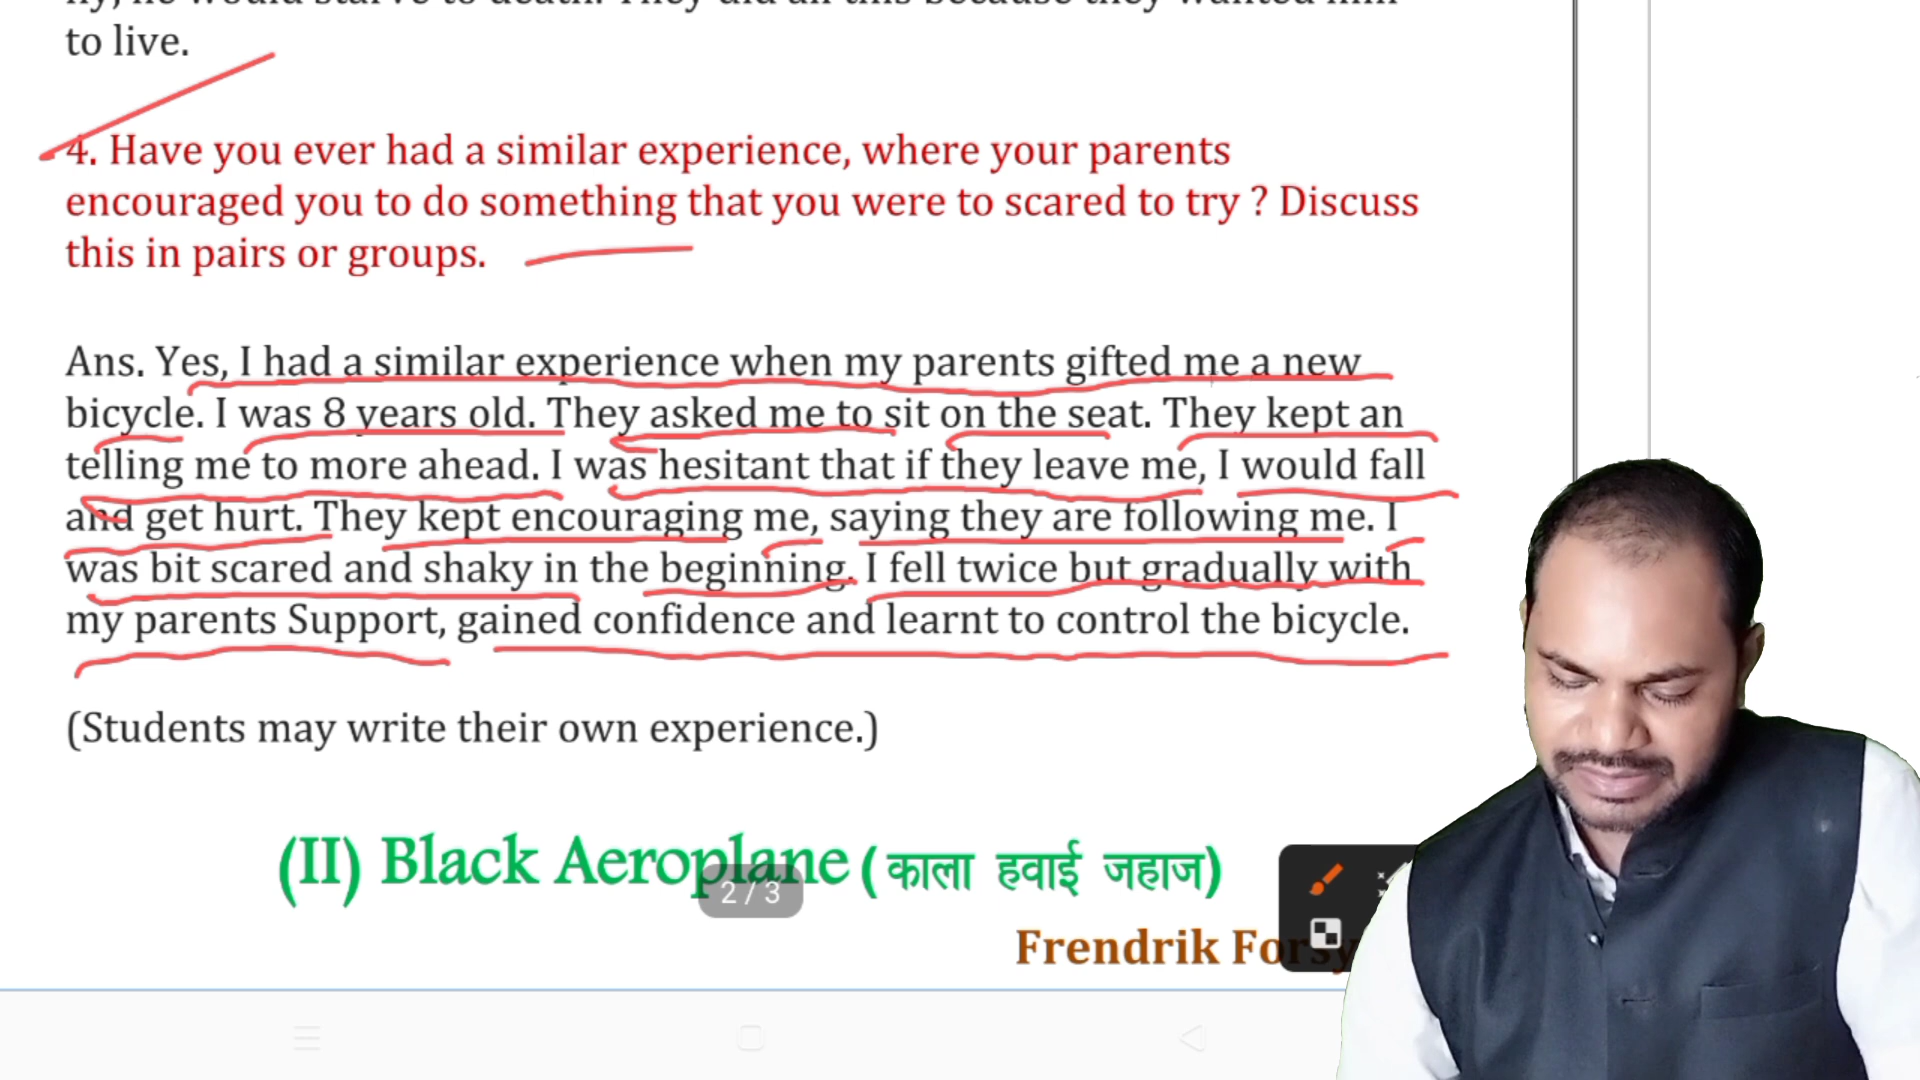 to live.
4. Have you ever had a similar experience, where your parents
encouraged you to do something that you were to scared to try ? Discuss
this in pairs or groups.
Ans. Yes, I had a similar experience when my parents gifted me a new
bicycle. I was 8 years old. They asked me to sit on the seat. They kept an
telling me to more ahead. I was hesitant that if they leave me, I would fall
and get hurt. They kept encouraging me, saying they are following me. I
was bit scared and shaky in the beginning. I fell twice but gradually with
my parents Support, gained confidence and learnt to control the bicycle.
(Students may write their own experience.)
(II) Black Aeroplane ( काला हवाई जहाज)
2 / 3
Frendrik